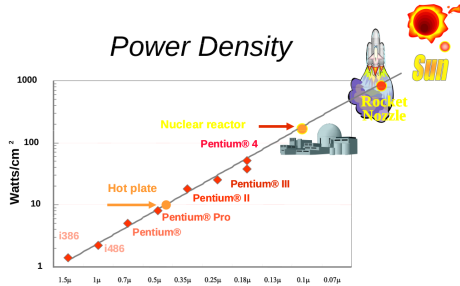 Power Density
Sun
1000
Rocket
Nozzle
Nuclear reactor
Pentium® 4
100
Watts/cm ²
Pentium® III
Hot plate
Pentium® II
10
Pentium® Pro
Pentium®
i386
i486
1
1.5μ 1μ 0.7μ 0.5μ 0.35μ 0.25μ 0.18μ 0.13μ 0.1μ 0.07μ